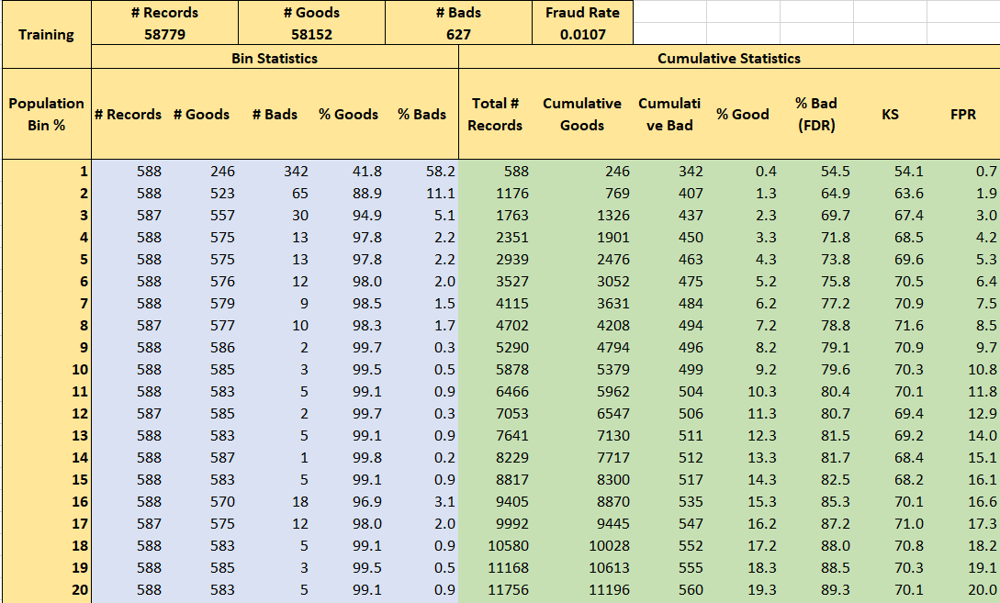 Training # Records # Goods # Bads Fraud Rate
58779 58152 627 0.0107
Bin Statistics Cumulative Statistics
Population Bin % # Records # Goods # Bads % Goods % Bads Total # Records Cumulative Goods Cumulati ve Bad % Good % Bad (FDR) KS FPR
1 588 246 342 41.8 58.2 588 246 342 0.4 54.5 54.1 0.7
2 588 523 65 88.9 11.1 1176 769 407 1.3 64.9 63.6 1.9
3 587 557 30 94.9 5.1 1763 1326 437 2.3 69.7 67.4 3.0
4 588 575 13 97.8 2.2 2351 1901 450 3.3 71.8 68.5 4.2
5 588 575 13 97.8 2.2 2939 2476 463 4.3 73.8 69.6 5.3
6 588 576 12 98.0 2.0 3527 3052 475 5.2 75.8 70.5 6.4
7 588 579 9 98.5 1.5 4115 3631 484 6.2 77.2 70.9 7.5
8 587 577 10 98.3 1.7 4702 4208 494 7.2 78.8 71.6 8.5
9 588 586 2 99.7 0.3 5290 4794 496 8.2 79.1 70.9 9.7
10 588 585 3 99.5 0.5 5878 5379 499 9.2 79.6 70.3 10.8
11 588 583 5 99.1 0.9 6466 5962 504 10.3 80.4 70.1 11.8
12 587 585 2 99.7 0.3 7053 6547 506 11.3 80.7 69.4 12.9
13 588 583 5 99.1 0.9 7641 7130 511 12.3 81.5 69.2 14.0
14 588 587 1 99.8 0.2 8229 7717 512 13.3 81.7 68.4 15.1
15 588 583 5 99.1 0.9 8817 8300 517 14.3 82.5 68.2 16.1
16 588 570 18 96.9 3.1 9405 8870 535 15.3 85.3 70.1 16.6
17 587 575 12 98.0 2.0 9992 9445 547 16.2 87.2 71.0 17.3
18 588 583 5 99.1 0.9 10580 10028 552 17.2 88.0 70.8 18.2
19 588 585 3 99.5 0.5 11168 10613 555 18.3 88.5 70.3 19.1
20 588 583 5 99.1 0.9 11756 11196 560 19.3 89.3 70.1 20.0